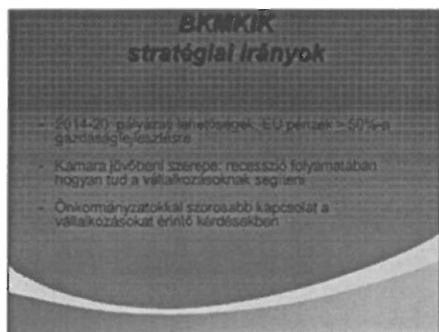 BKMKIK
stratégiai irányok
- 2014-20 pályázati lehetőségek, EU pénzek > 50%-a
gazdaságfejlesztésre
- Kamara jövőbeni szerepe: recesszió folyamatában
hogyan tud a vállalkozásoknak segíteni
- Önkormányzatokkal szorosabb kapcsolat a
vállalkozásokat érintő kérdésekben